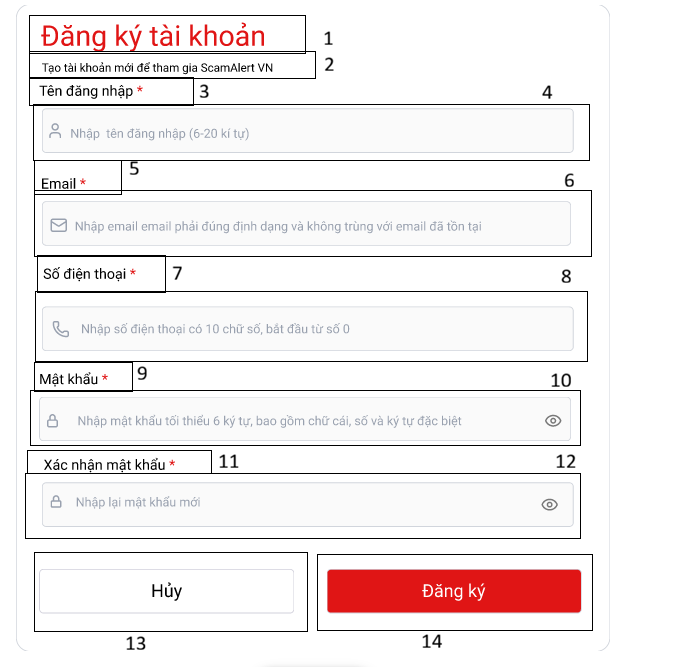 Đăng ký tài khoản
1
Tạo tài khoản mới để tham gia ScamAlert VN
2
Tên đăng nhập *
3
4
Nhập tên đăng nhập (6-20 kí tự)
5
Email *
6
Nhập email email phải đúng định dạng và không trùng với email đã tồn tại
Số điện thoại *
7
8
Nhập số điện thoại có 10 chữ số, bắt đầu từ số 0
Mật khẩu *
9
10
Nhập mật khẩu tối thiểu 6 ký tự, bao gồm chữ cái, số và ký tự đặc biệt
Xác nhận mật khẩu *
11
12
Nhập lại mật khẩu mới
Hủy
Đăng ký
13
14